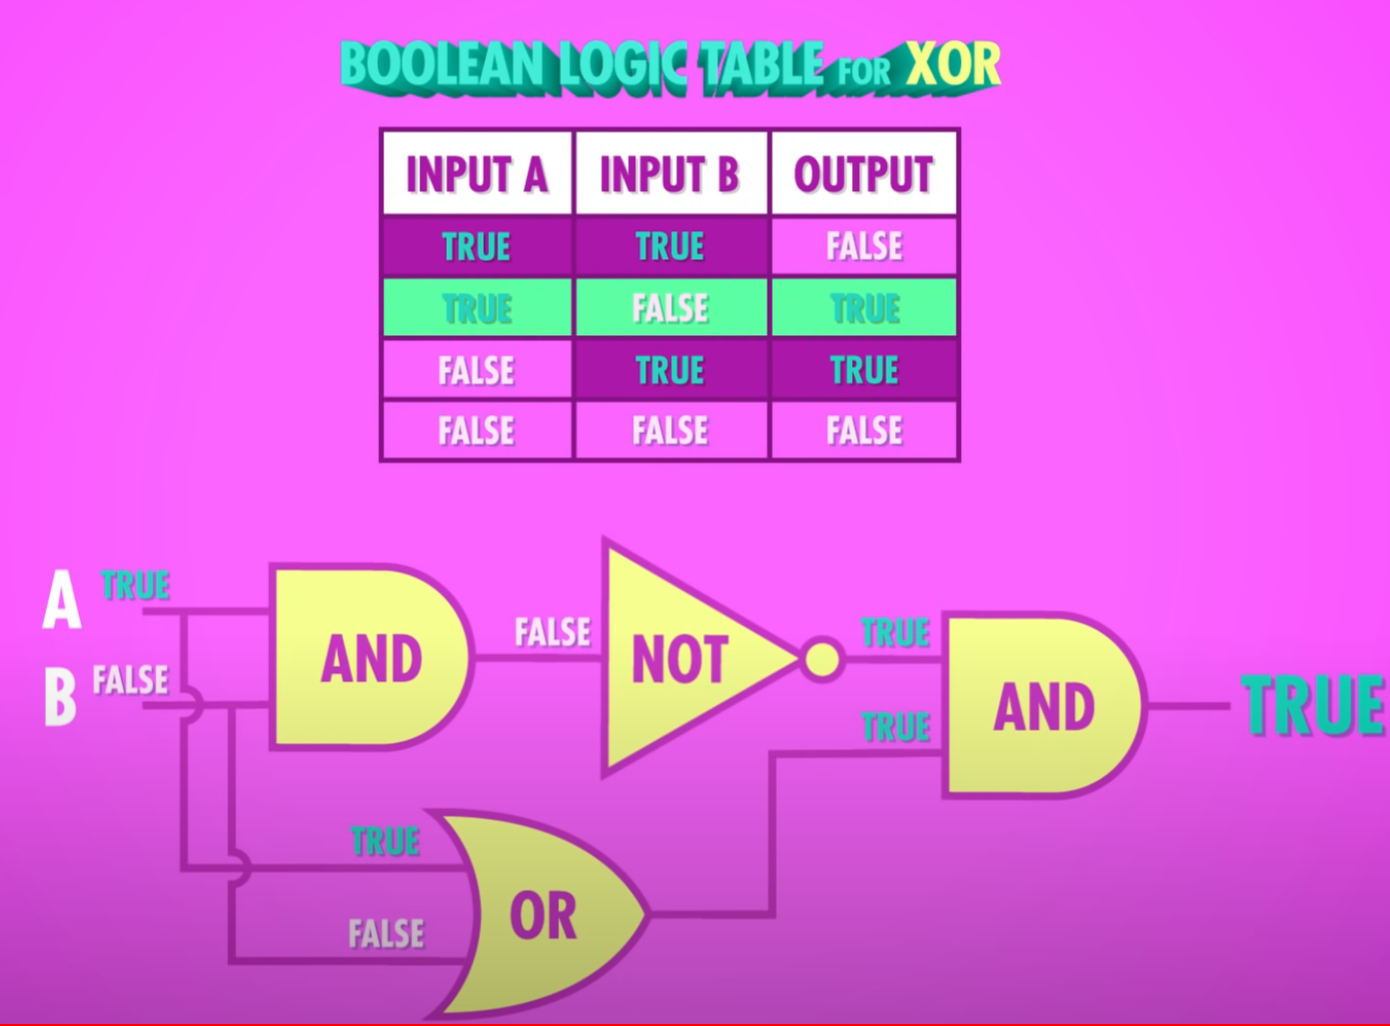 BOOLEAN LOGIC TABLE FOR XOR
INPUT A INPUT B OUTPUT
TRUE TRUE FALSE
TRUE FALSE TRUE
FALSE TRUE TRUE
FALSE FALSE FALSE
A TRUE
B FALSE
AND
FALSE
NOT
TRUE
TRUE
AND
TRUE
TRUE
FALSE
OR